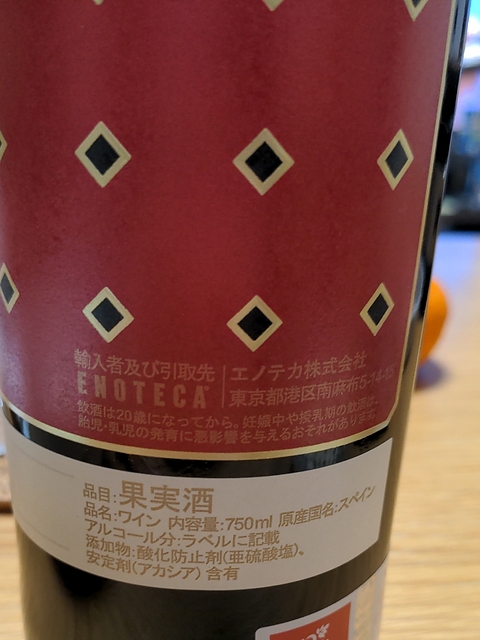 輸入者及び引取先 エノテカ株式会社
ENOTECA 東京都港区南麻布5-14-15
飲酒は20歳になってから。妊娠中や授乳期の飲酒は、
胎児・乳児の発育に悪影響を与えるおそれがあります。
品目:果実酒
品名:ワイン 内容量:750ml 原産国名:スペイン
アルコール分:ラベルに記載
添加物:酸化防止剤(亜硫酸塩)、
安定剤(アカシア)含有